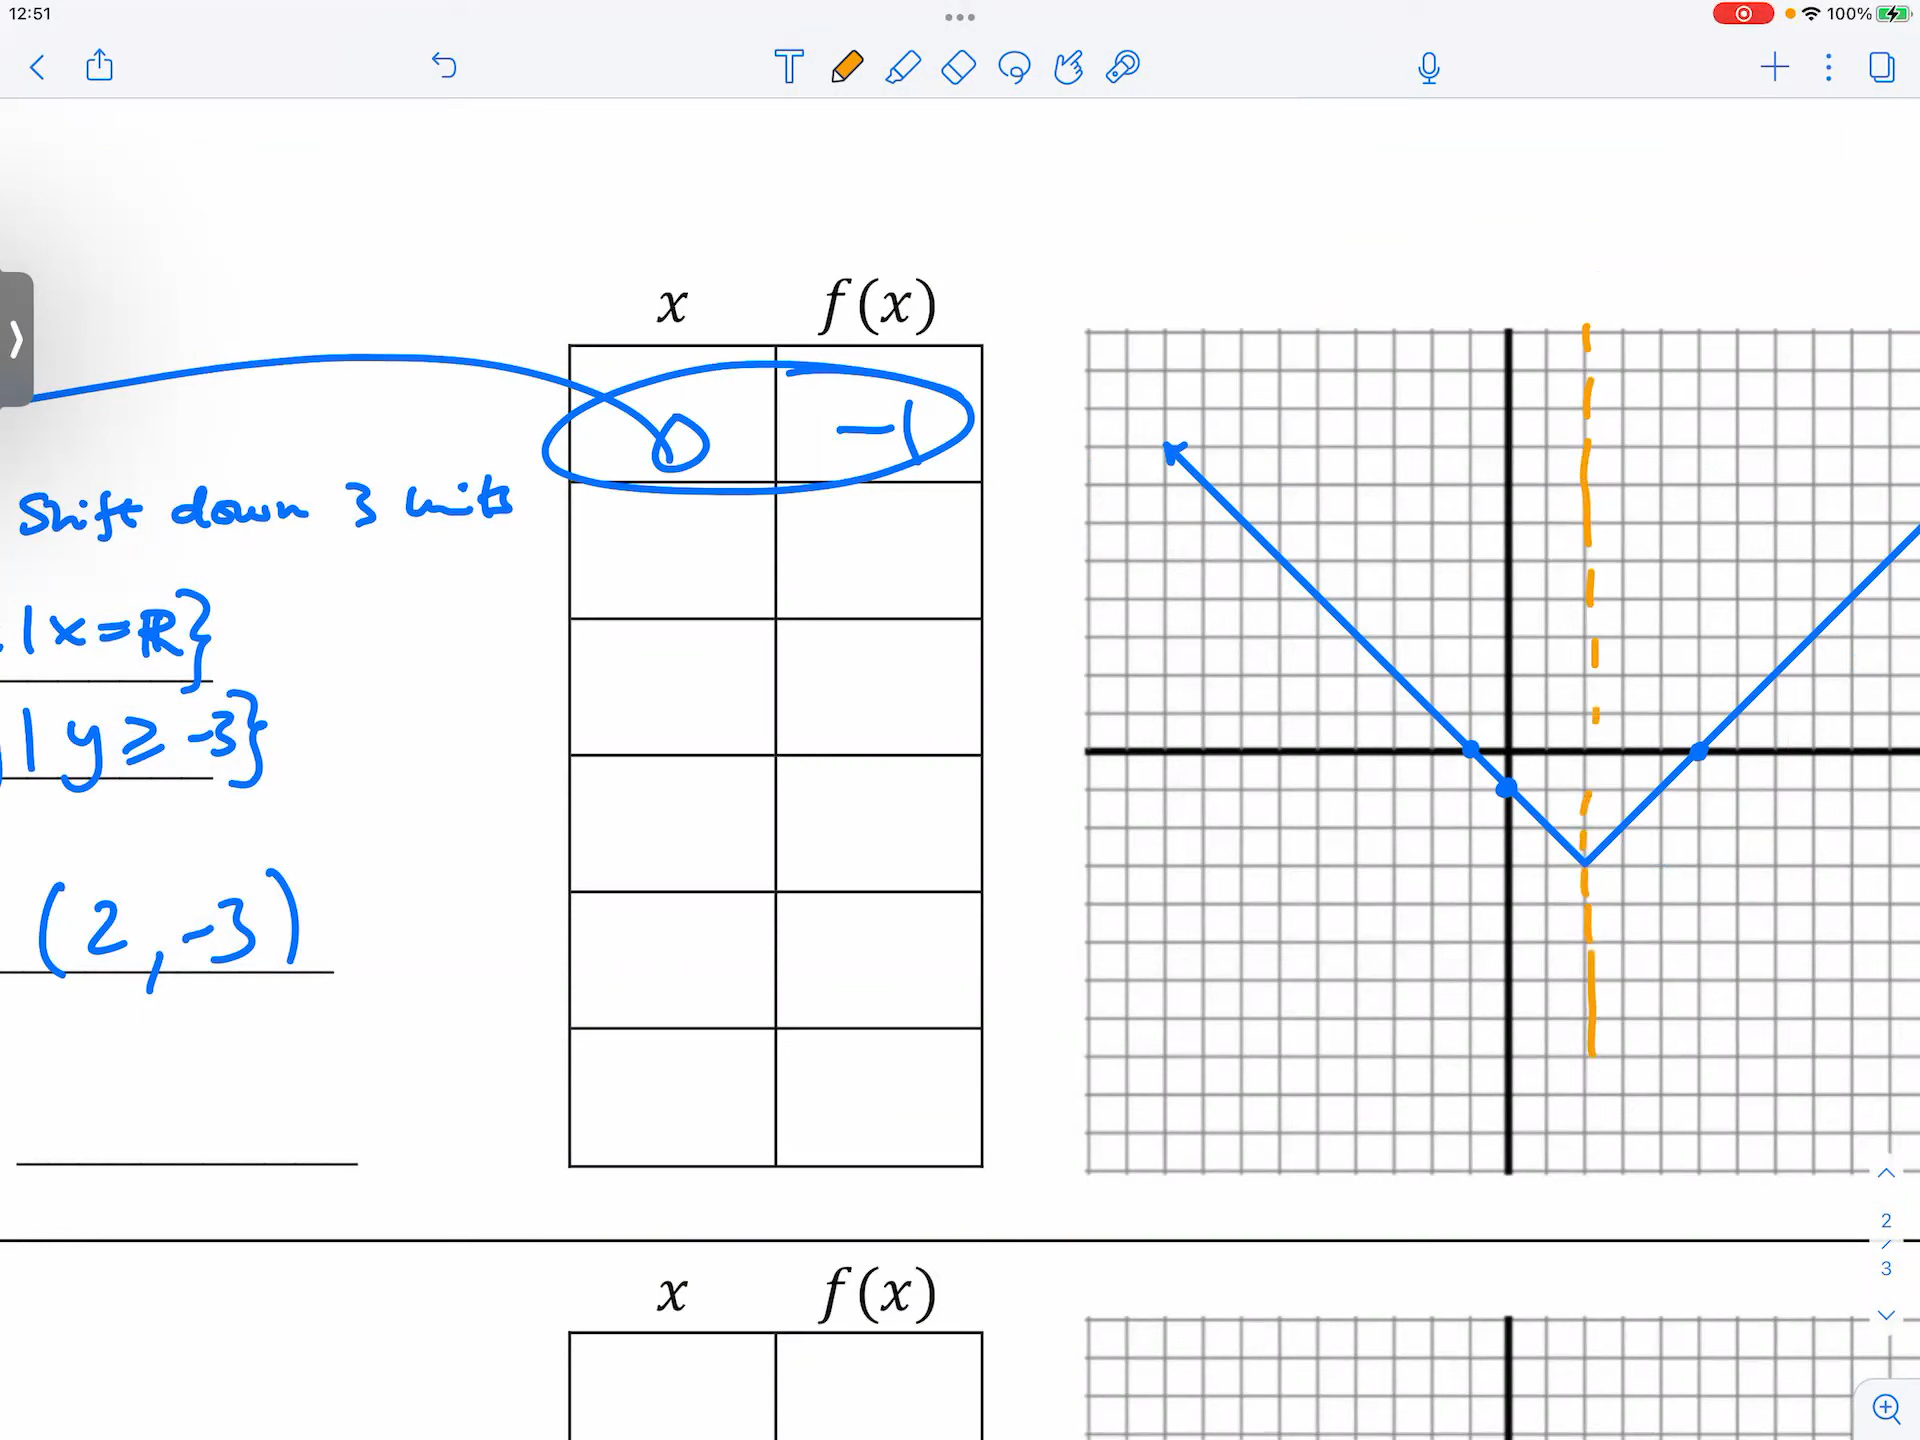 12:51
100%
T
x f(x)
0 -1
Shift down 3 units
| x = ℝ}
| y ≥ -3}
(2, -3)
2
/
3
x f(x)